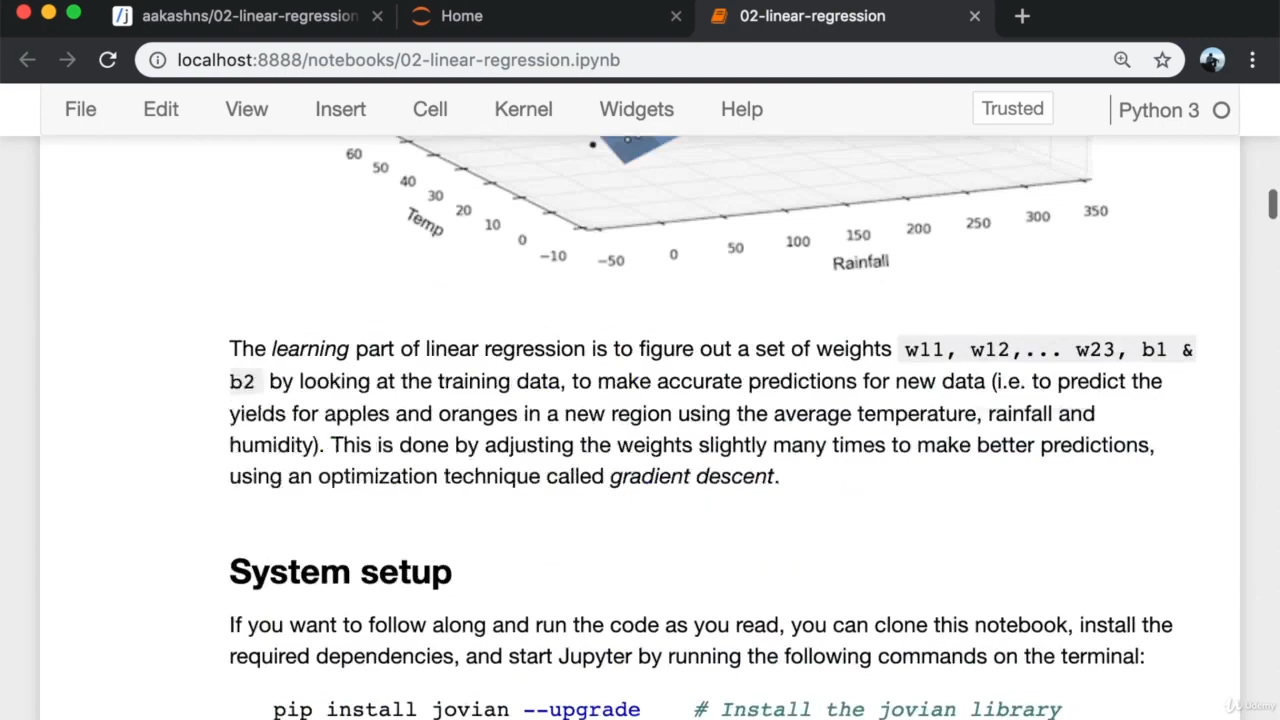 aakashns/02-linear-regression
Home
02-linear-regression
localhost:8888/notebooks/02-linear-regression.ipynb
File Edit View Insert Cell Kernel Widgets Help Trusted Python 3
60
50
40
30
20
10
0
−10
Temp
−50 0 50 100 150 200 250 300 350
Rainfall
The learning part of linear regression is to figure out a set of weights w11, w12,... w23, b1 &
b2 by looking at the training data, to make accurate predictions for new data (i.e. to predict the
yields for apples and oranges in a new region using the average temperature, rainfall and
humidity). This is done by adjusting the weights slightly many times to make better predictions,
using an optimization technique called gradient descent.
System setup
If you want to follow along and run the code as you read, you can clone this notebook, install the
required dependencies, and start Jupyter by running the following commands on the terminal:
pip install jovian --upgrade # Install the jovian library
Udemy